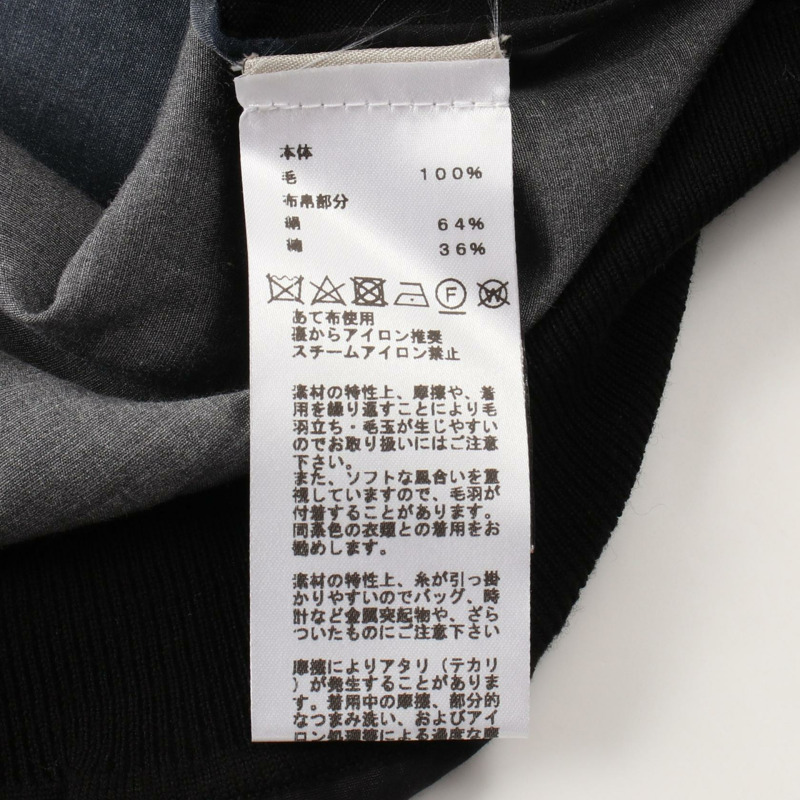 本体
毛 100%
布帛部分
絹 64%
綿 36%
F W
あて布使用
裏からアイロン推奨
スチームアイロン禁止
素材の特性上、摩擦や、着
用を繰り返すことにより毛
羽立ち・毛玉が生じやすい
のでお取り扱いにはご注意
下さい。
また、ソフトな風合いを重
視していますので、毛羽が
付着することがあります。
同系色の衣類との着用をお
勧めします。
素材の特性上、糸が引っ掛
かりやすいのでバッグ、時
計など金属突起物や、ざら
ついたものにご注意下さい
摩擦によりアタリ（テカリ
）が発生することがありま
す。着用中の摩擦、部分的
なつまみ洗い、およびアイ
ロン処理等による過度な摩